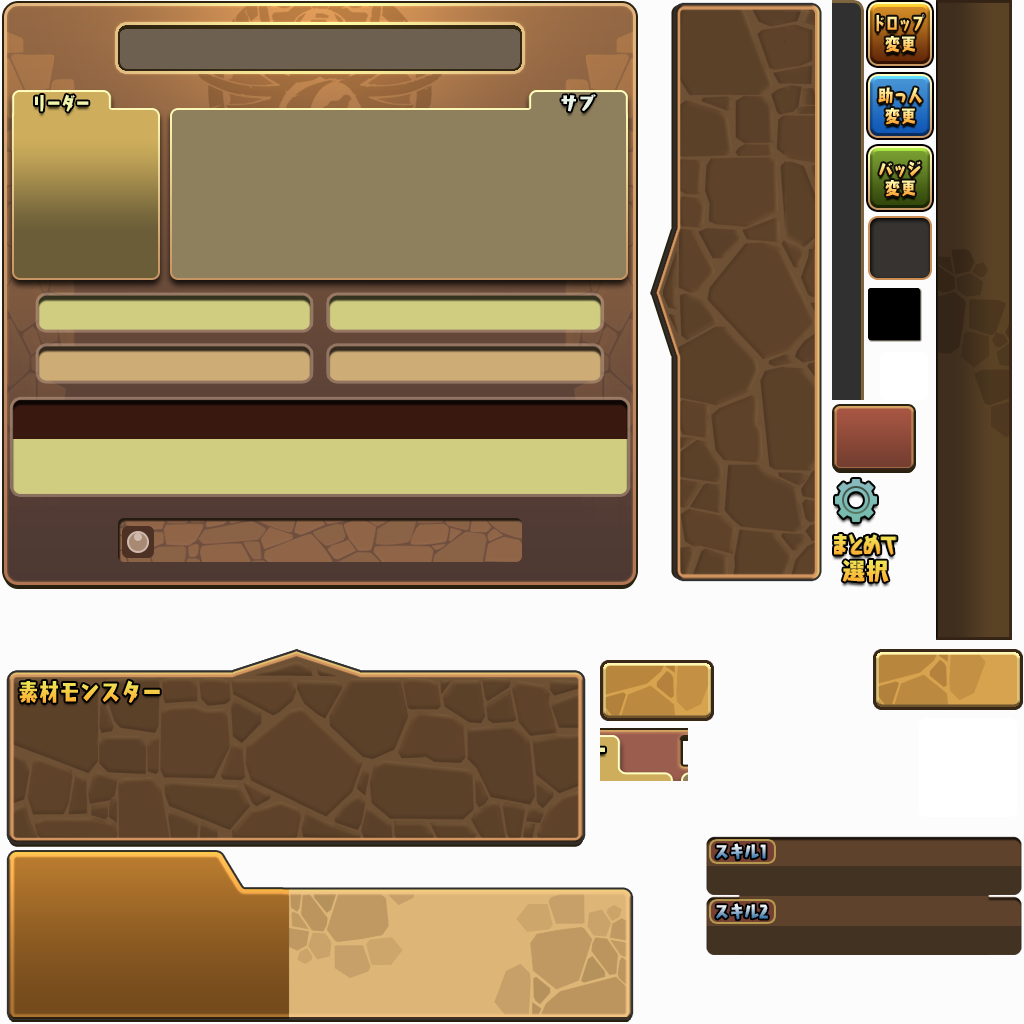 リーダー
サブ
ドロップ
変更
助っ人
変更
バッジ
変更
まとめて
選択
素材モンスター
スキル1
スキル2